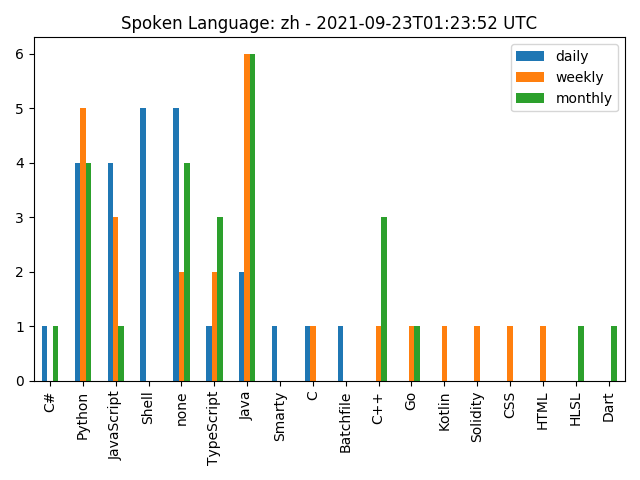 Spoken Language: zh - 2021-09-23T01:23:52 UTC
daily
weekly
monthly
6
5
4
3
2
1
0
C#
Python
JavaScript
Shell
none
TypeScript
Java
Smarty
C
Batchfile
C++
Go
Kotlin
Solidity
CSS
HTML
HLSL
Dart